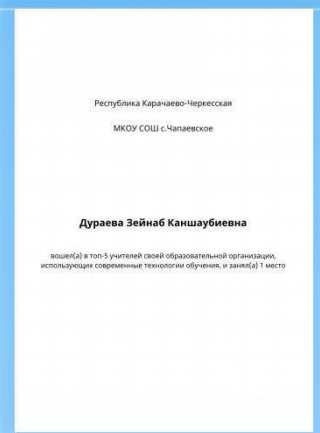 Республика Карачаево-Черкесская
МКОУ СОШ с.Чапаевское
Дураева Зейнаб Каншаубиевна
вошел(а) в топ-5 учителей своей образовательной организации,
использующих современные технологии обучения, и занял(а) 1 место